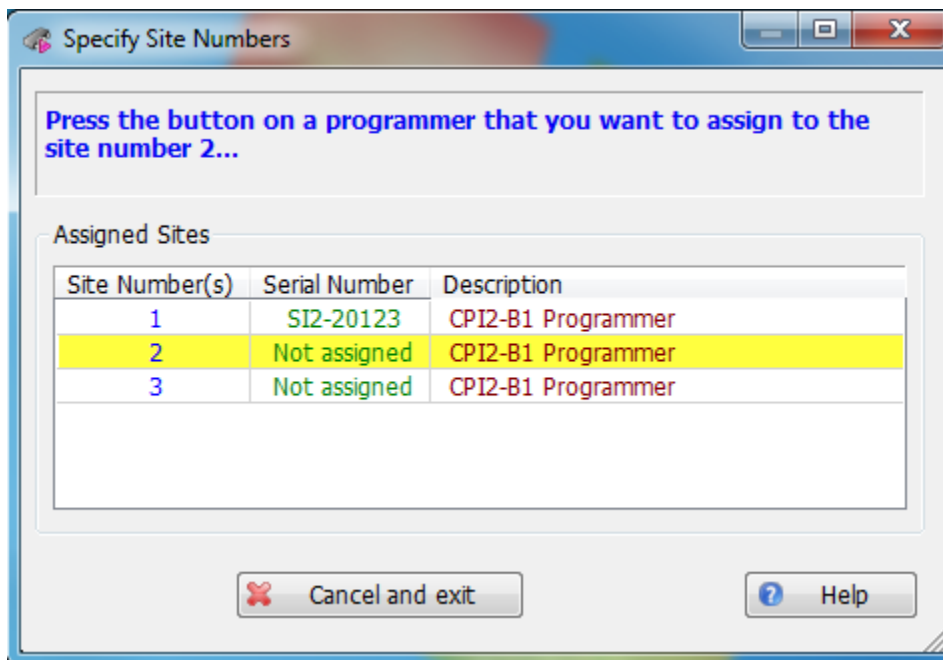 Specify Site Numbers
Press the button on a programmer that you want to assign to the
site number 2...
Assigned Sites
Site Number(s) Serial Number Description
1 SI2-20123 CPI2-B1 Programmer
2 Not assigned CPI2-B1 Programmer
3 Not assigned CPI2-B1 Programmer
Cancel and exit Help